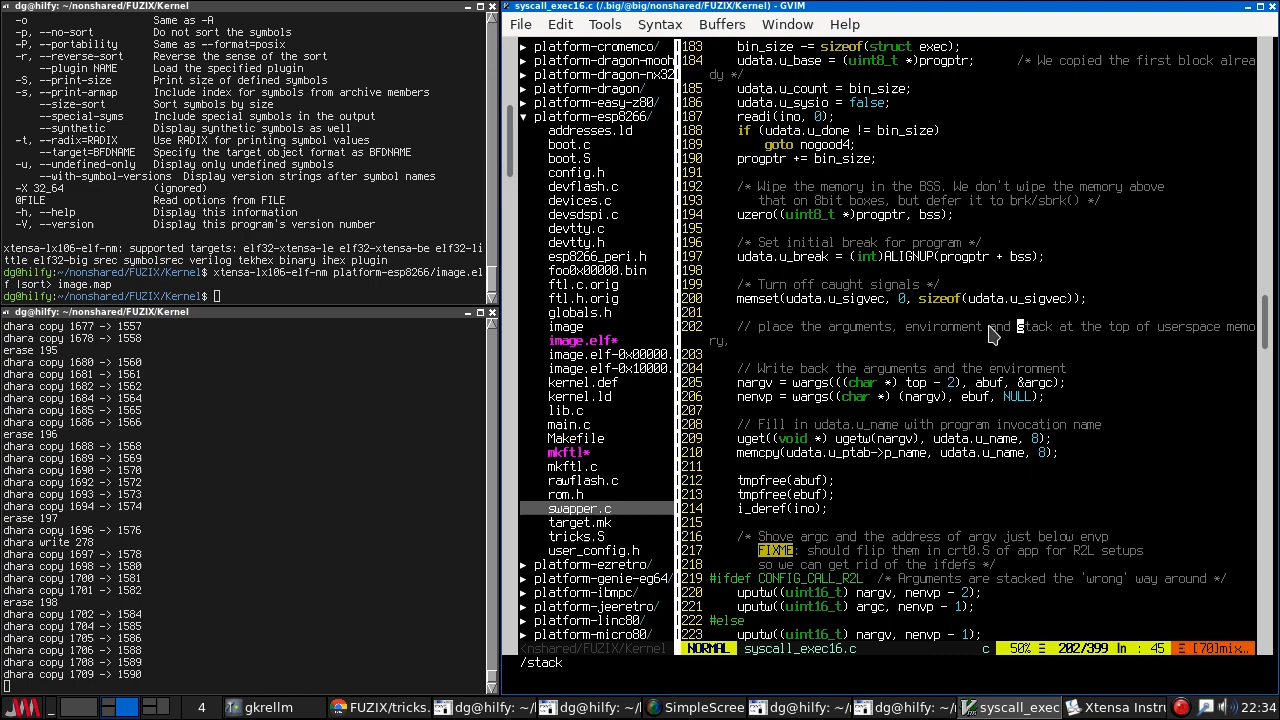 dg@hilfy: ~/nonshared/FUZIX/Kernel
-o Same as -A
-p, --no-sort Do not sort the symbols
-P, --portability Same as --format=posix
-r, --reverse-sort Reverse the sense of the sort
--plugin NAME Load the specified plugin
-S, --print-size Print size of defined symbols
-s, --print-armap Include index for symbols from archive members
--size-sort Sort symbols by size
--special-syms Include special symbols in the output
--synthetic Display synthetic symbols as well
-t, --radix=RADIX Use RADIX for printing symbol values
--target=BFDNAME Specify the target object format as BFDNAME
-u, --undefined-only Display only undefined symbols
--with-symbol-versions Display version strings after symbol names
-X 32_64 (ignored)
@FILE Read options from FILE
-h, --help Display this information
-V, --version Display this program's version number
xtensa-lx106-elf-nm: supported targets: elf32-xtensa-le elf32-xtensa-be elf32-li
ttle elf32-big srec symbolsrec verilog tekhex binary ihex plugin
dg@hilfy:~/nonshared/FUZIX/Kernel$ xtensa-lx106-elf-nm platform-esp8266/image.el
f |sort> image.map
dg@hilfy:~/nonshared/FUZIX/Kernel$
dg@hilfy: ~/nonshared/FUZIX/Kernel
dhara copy 1677 -> 1557
dhara copy 1678 -> 1558
erase 195
dhara copy 1680 -> 1560
dhara copy 1681 -> 1561
dhara copy 1682 -> 1562
dhara copy 1684 -> 1564
dhara copy 1685 -> 1565
dhara copy 1686 -> 1566
erase 196
dhara copy 1688 -> 1568
dhara copy 1689 -> 1569
dhara copy 1690 -> 1570
dhara copy 1692 -> 1572
dhara copy 1693 -> 1573
dhara copy 1694 -> 1574
erase 197
dhara copy 1696 -> 1576
dhara write 278
dhara copy 1697 -> 1578
dhara copy 1698 -> 1580
dhara copy 1700 -> 1581
dhara copy 1701 -> 1582
erase 198
dhara copy 1702 -> 1584
dhara copy 1704 -> 1585
dhara copy 1705 -> 1586
dhara copy 1706 -> 1588
dhara copy 1708 -> 1589
dhara copy 1709 -> 1590
syscall_exec16.c (/.big/@big/nonshared/FUZIX/Kernel) - GVIM
File Edit Tools Syntax Buffers Window Help
▶ platform-cromemco/
▶ platform-dragon-mooh
▶ platform-dragon-nx32
▶ platform-dragon/
▶ platform-easy-z80/
▼ platform-esp8266/
addresses.ld
boot.c
boot.S
config.h
devflash.c
devices.c
devsdspi.c
devtty.c
devtty.h
esp8266_peri.h
foo0x00000.bin
ftl.c.orig
ftl.h.orig
globals.h
image
image.elf*
image.elf-0x00000.
image.elf-0x10000.
kernel.def
kernel.ld
lib.c
main.c
Makefile
mkftl*
mkftl.c
rawflash.c
rom.h
swapper.c
target.mk
tricks.S
user_config.h
▶ platform-ezretro/
▶ platform-genie-eg64/
▶ platform-ibmpc/
▶ platform-jeeretro/
▶ platform-linc80/
▶ platform-micro80/
<nonshared/FUZIX/Kernel
183 bin_size -= sizeof(struct exec);
184 udata.u_base = (uint8_t *)progptr; /* We copied the first block alrea
dy */
185 udata.u_count = bin_size;
186 udata.u_sysio = false;
187 readi(ino, 0);
188 if (udata.u_done != bin_size)
189 goto nogood4;
190 progptr += bin_size;
191
192 /* Wipe the memory in the BSS. We don't wipe the memory above
193 that on 8bit boxes, but defer it to brk/sbrk() */
194 uzero((uint8_t *)progptr, bss);
195
196 /* Set initial break for program */
197 udata.u_break = (int)ALIGNUP(progptr + bss);
198
199 /* Turn off caught signals */
200 memset(udata.u_sigvec, 0, sizeof(udata.u_sigvec));
201
202 // place the arguments, environment and stack at the top of userspace memo
ry,
203
204 // Write back the arguments and the environment
205 nargv = wargs(((char *) top - 2), abuf, &argc);
206 nenvp = wargs((char *) (nargv), ebuf, NULL);
207
208 // Fill in udata.u_name with program invocation name
209 uget((void *) ugetw(nargv), udata.u_name, 8);
210 memcpy(udata.u_ptab->p_name, udata.u_name, 8);
211
212 tmpfree(abuf);
213 tmpfree(ebuf);
214 i_deref(ino);
215
216 /* Shove argc and the address of argv just below envp
217 FIXME: should flip them in crt0.S of app for R2L setups
218 so we can get rid of the ifdefs */
219 #ifdef CONFIG_CALL_R2L /* Arguments are stacked the 'wrong' way around */
220 uputw((uint16_t) nargv, nenvp - 2);
221 uputw((uint16_t) argc, nenvp - 1);
222 #else
223 uputw((uint16_t) nargv, nenvp - 1);
NORMAL syscall_exec16.c c 50% Ξ 202/399 ln : 45 Ξ [70]mix..
/stack
4 gkrellm FUZIX/tricks. dg@hilfy: ~/ dg@hilfy: ~/ SimpleScree dg@hilfy: ~/ dg@hilfy: ~/ syscall_exec Xtensa Instr 22:34